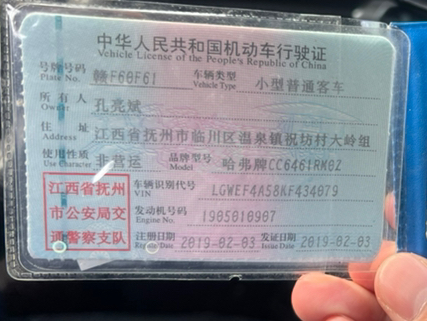 中华人民共和国机动车行驶证
Vehicle License of the People's Republic of China
号牌号码 赣F60F61 车辆类型 小型普通客车
Plate No. Vehicle Type
所有人 孔亮斌
Owner
住址 江西省抚州市临川区温泉镇祝坊村大岭组
Address
使用性质 非营运 品牌型号 哈弗牌CC6461RM0Z
Use Character Model
江西省抚州
市公安局交
通警察支队
车辆识别代号 LGWEF4A58KF434079
VIN
发动机号码 1905010907
Engine No.
注册日期 2019-02-03 发证日期 2019-02-03
Register Date Issue Date